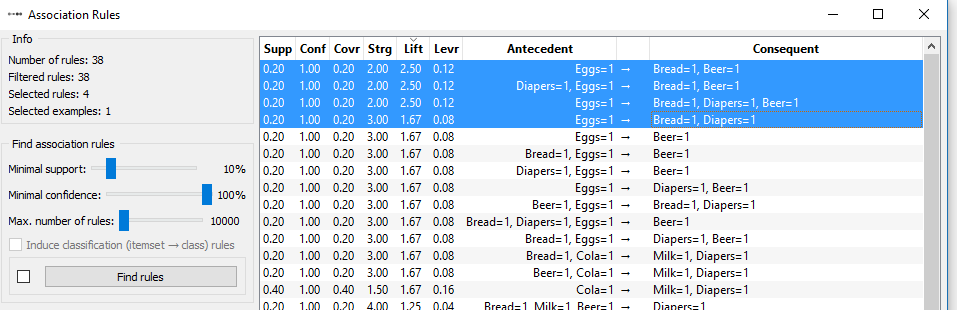 Association Rules
Info
Number of rules: 38
Filtered rules: 38
Selected rules: 4
Selected examples: 1
Find association rules
Minimal support: 10%
Minimal confidence: 100%
Max. number of rules: 10000
Induce classification (itemset → class) rules
Find rules
Supp Conf Covr Strg Lift Levr Antecedent Consequent
0.20 1.00 0.20 2.00 2.50 0.12 Eggs=1 → Bread=1, Beer=1
0.20 1.00 0.20 2.00 2.50 0.12 Diapers=1, Eggs=1 → Bread=1, Beer=1
0.20 1.00 0.20 2.00 2.50 0.12 Eggs=1 → Bread=1, Diapers=1, Beer=1
0.20 1.00 0.20 3.00 1.67 0.08 Eggs=1 → Bread=1, Diapers=1
0.20 1.00 0.20 3.00 1.67 0.08 Eggs=1 → Beer=1
0.20 1.00 0.20 3.00 1.67 0.08 Bread=1, Eggs=1 → Beer=1
0.20 1.00 0.20 3.00 1.67 0.08 Diapers=1, Eggs=1 → Beer=1
0.20 1.00 0.20 3.00 1.67 0.08 Eggs=1 → Diapers=1, Beer=1
0.20 1.00 0.20 3.00 1.67 0.08 Beer=1, Eggs=1 → Bread=1, Diapers=1
0.20 1.00 0.20 3.00 1.67 0.08 Bread=1, Diapers=1, Eggs=1 → Beer=1
0.20 1.00 0.20 3.00 1.67 0.08 Bread=1, Eggs=1 → Diapers=1, Beer=1
0.20 1.00 0.20 3.00 1.67 0.08 Bread=1, Cola=1 → Milk=1, Diapers=1
0.20 1.00 0.20 3.00 1.67 0.08 Beer=1, Cola=1 → Milk=1, Diapers=1
0.40 1.00 0.40 1.50 1.67 0.16 Cola=1 → Milk=1, Diapers=1
0.20 1.00 0.20 4.00 1.25 0.04 Bread=1, Milk=1, Beer=1 → Diapers=1